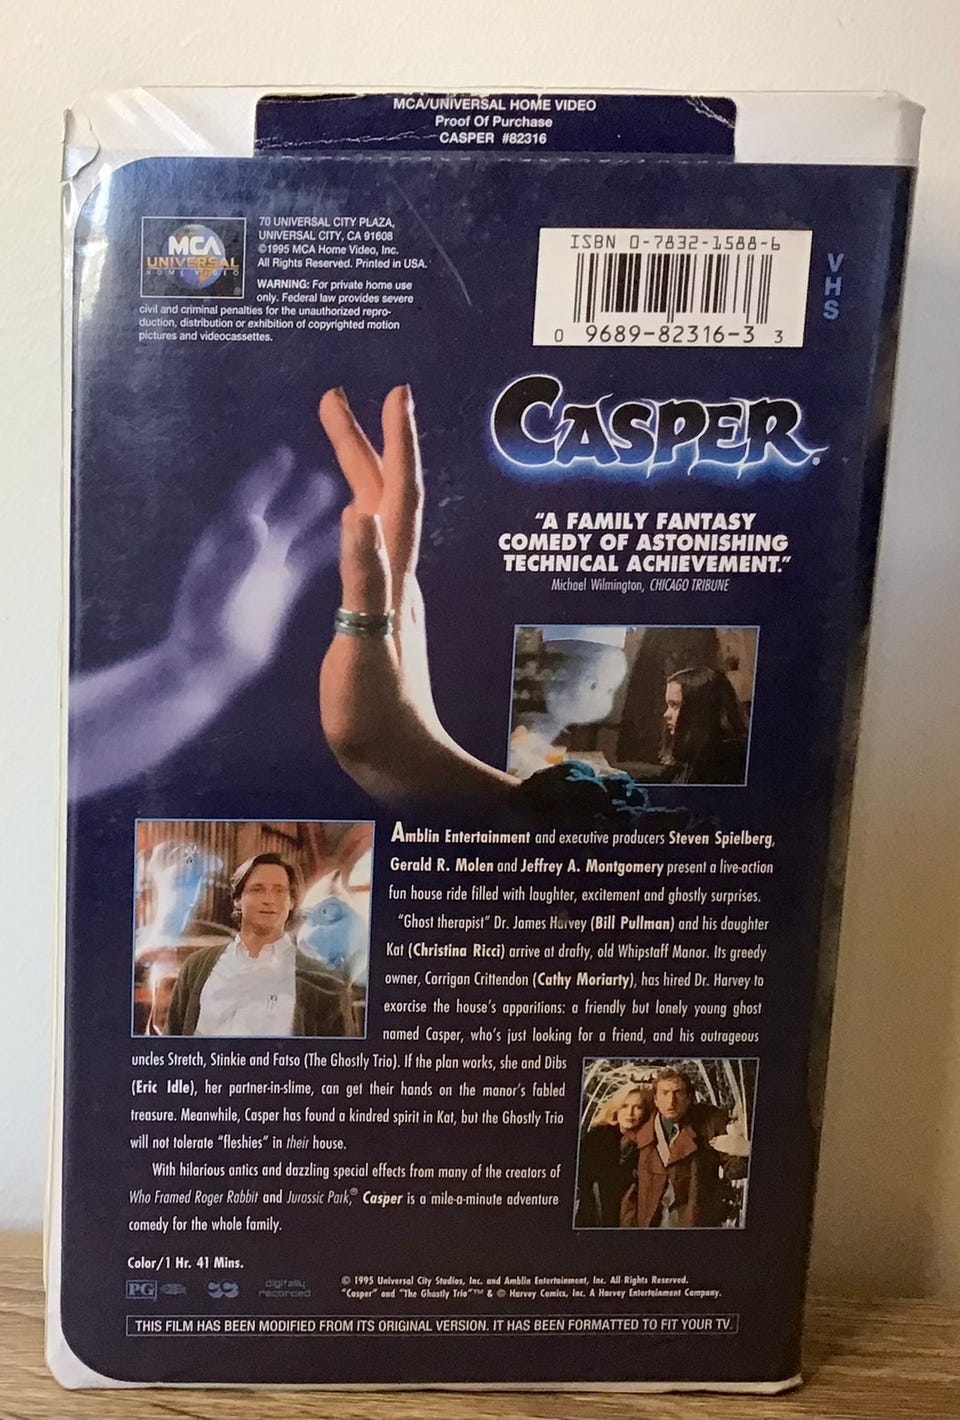 MCA/UNIVERSAL HOME VIDEO
Proof Of Purchase
CASPER #82316
MCA
UNIVERSAL
HOME VIDEO
70 UNIVERSAL CITY PLAZA,
UNIVERSAL CITY, CA 91608
©1995 MCA Home Video, Inc.
All Rights Reserved. Printed in USA.
WARNING: For private home use
only. Federal law provides severe
civil and criminal penalties for the unauthorized repro-
duction, distribution or exhibition of copyrighted motion
pictures and videocassettes.
ISBN 0-7832-1588-6
0 9689-82316-3 3
VHS
CASPER®
"A FAMILY FANTASY
COMEDY OF ASTONISHING
TECHNICAL ACHIEVEMENT."
Michael Wilmington, CHICAGO TRIBUNE
Amblin Entertainment and executive producers Steven Spielberg,
Gerald R. Molen and Jeffrey A. Montgomery present a live-action
fun house ride filled with laughter, excitement and ghostly surprises.
"Ghost therapist" Dr. James Harvey (Bill Pullman) and his daughter
Kat (Christina Ricci) arrive at drafty, old Whipstaff Manor. Its greedy
owner, Carrigan Crittendon (Cathy Moriarty), has hired Dr. Harvey to
exorcise the house's apparitions: a friendly but lonely young ghost
named Casper, who's just looking for a friend, and his outrageous
uncles Stretch, Stinkie and Fatso (The Ghostly Trio). If the plan works, she and Dibs
(Eric Idle), her partner-in-slime, can get their hands on the manor's fabled
treasure. Meanwhile, Casper has found a kindred spirit in Kat, but the Ghostly Trio
will not tolerate "fleshies" in their house.
With hilarious antics and dazzling special effects from many of the creators of
Who Framed Roger Rabbit and Jurassic Park,® Casper is a mile-a-minute adventure
comedy for the whole family.
Color/1 Hr. 41 Mins.
PG
digitally
recorded
© 1995 Universal City Studios, Inc. and Amblin Entertainment, Inc. All Rights Reserved.
"Casper" and "The Ghostly Trio"™ & © Harvey Comics, Inc. A Harvey Entertainment Company.
THIS FILM HAS BEEN MODIFIED FROM ITS ORIGINAL VERSION. IT HAS BEEN FORMATTED TO FIT YOUR TV.